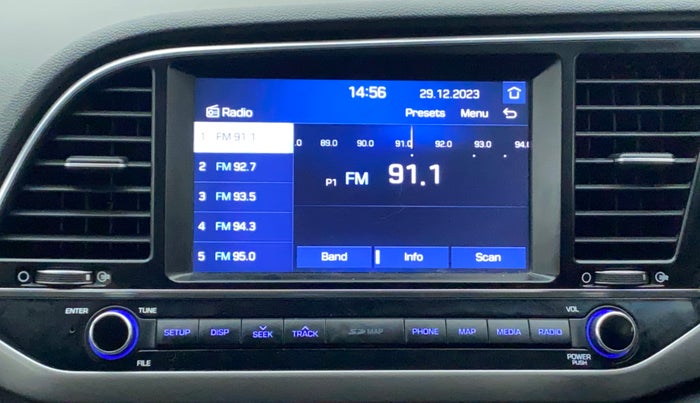 14:56 29.12.2023
Radio Presets Menu
1 FM 91.1
.0 89.0 90.0 91.0 92.0 93.0 94.
2 FM 92.7
P1 FM 91.1
3 FM 93.5
4 FM 94.3
5 FM 95.0
Band Info Scan
ENTER TUNE VOL
SETUP DISP SEEK TRACK SD MAP PHONE MAP MEDIA RADIO
FILE POWER
PUSH